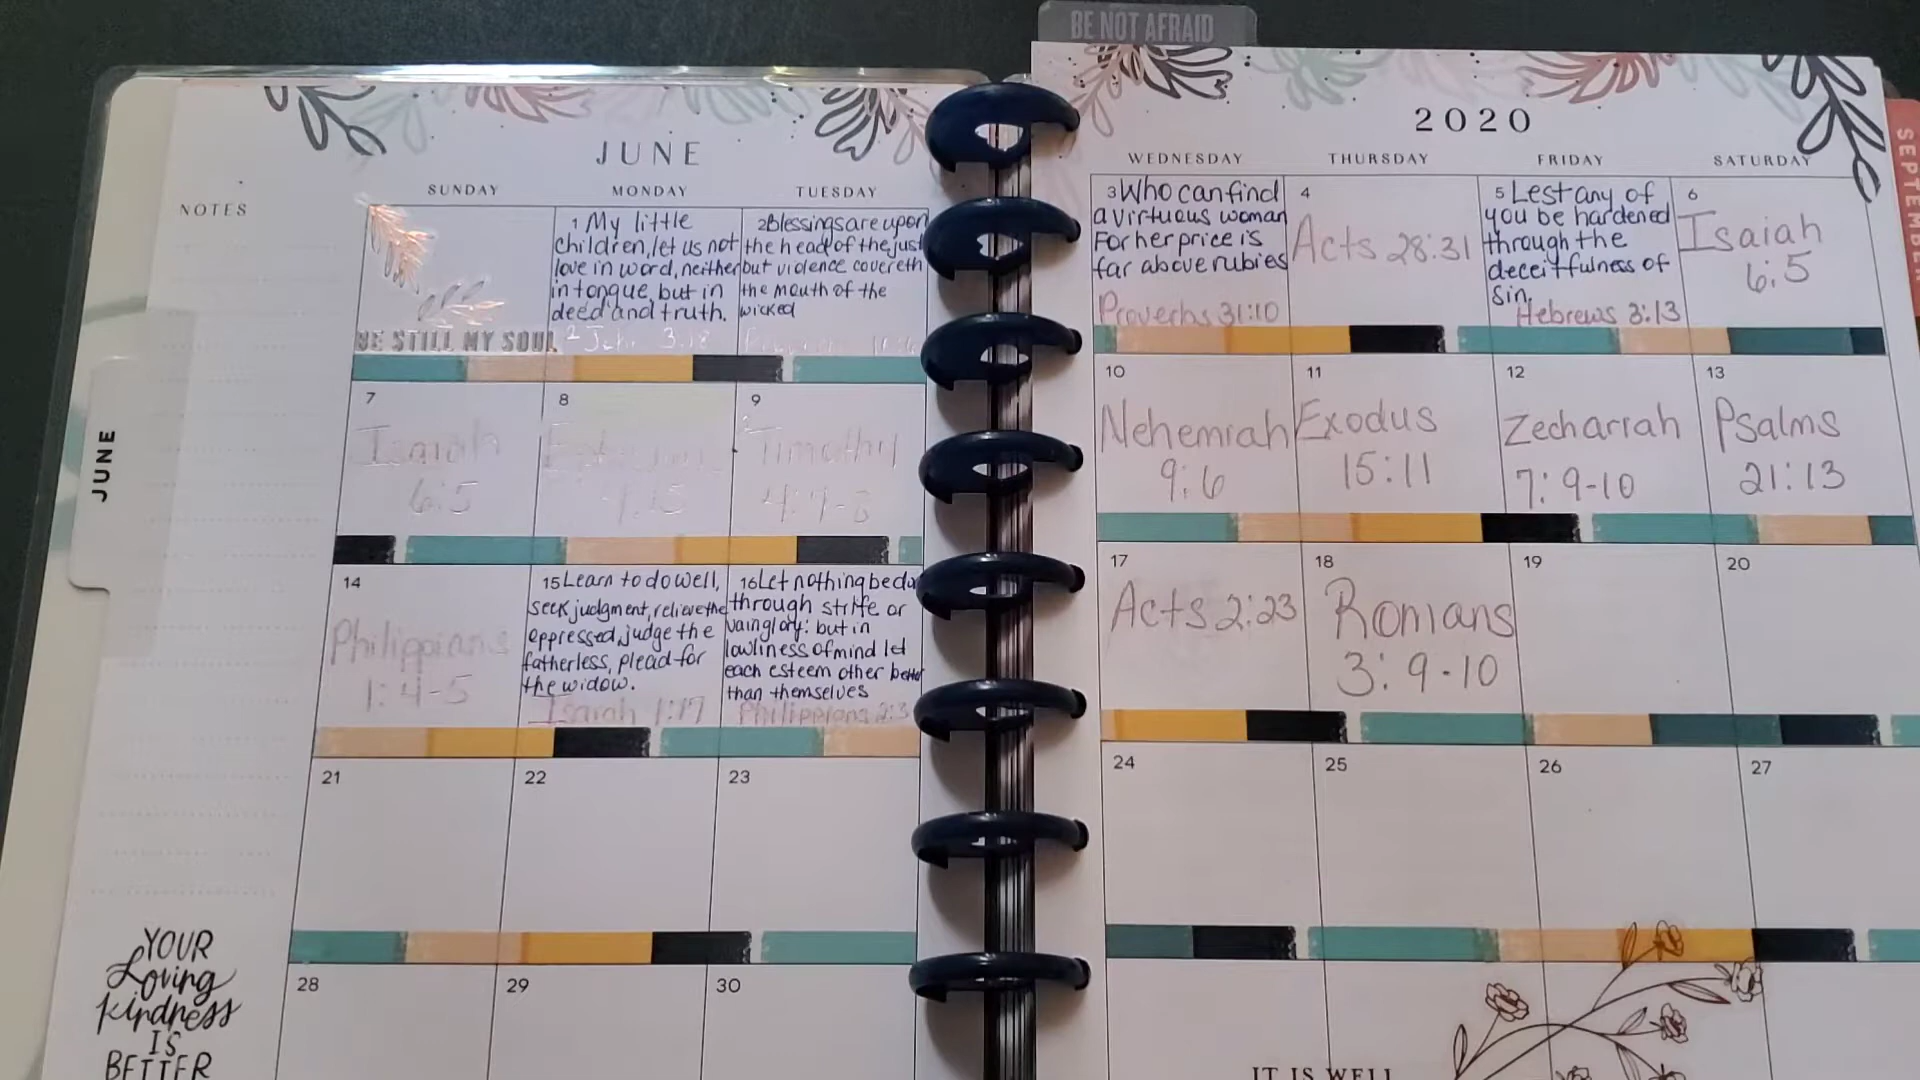 BE NOT AFRAID
JUNE
2020
NOTES
SUNDAY
MONDAY
TUESDAY
WEDNESDAY
THURSDAY
FRIDAY
SATURDAY
SEPTEMBER
JUNE
BE STILL MY SOUL
1 My little
children, let us not
love in word, neither
in tongue, but in
deed and truth.
3:18
2 Blessings are upon
the head of the just
but violence covereth
the mouth of the
wicked
3 Who can find
a virtuous woman
For her price is
far above rubies
Proverbs 31:10
4
Acts 28:31
5 Lest any of
you be hardened
through the
deceitfulness of
sin.
Hebrews 3:13
6
Isaiah
6:5
7
Isaiah
6:5
8
9
Timothy
10
Nehemiah
9:6
11
Exodus
15:11
12
Zechariah
7:9-10
13
Psalms
21:13
14
Philippians
1:4-5
15 Learn to do well,
seek judgment, relieve the
oppressed, judge the
fatherless, plead for
the widow.
Isaiah 1:17
16 Let nothing be do
through strife or
vainglory: but in
lowliness of mind let
each esteem other better
than themselves
Philippians 2:3
17
Acts 2:23
18
Romans
3:9-10
19
20
21
22
23
24
25
26
27
28
29
30
YOUR
Loving
kindness
IS
BETTER
IT IS WELL